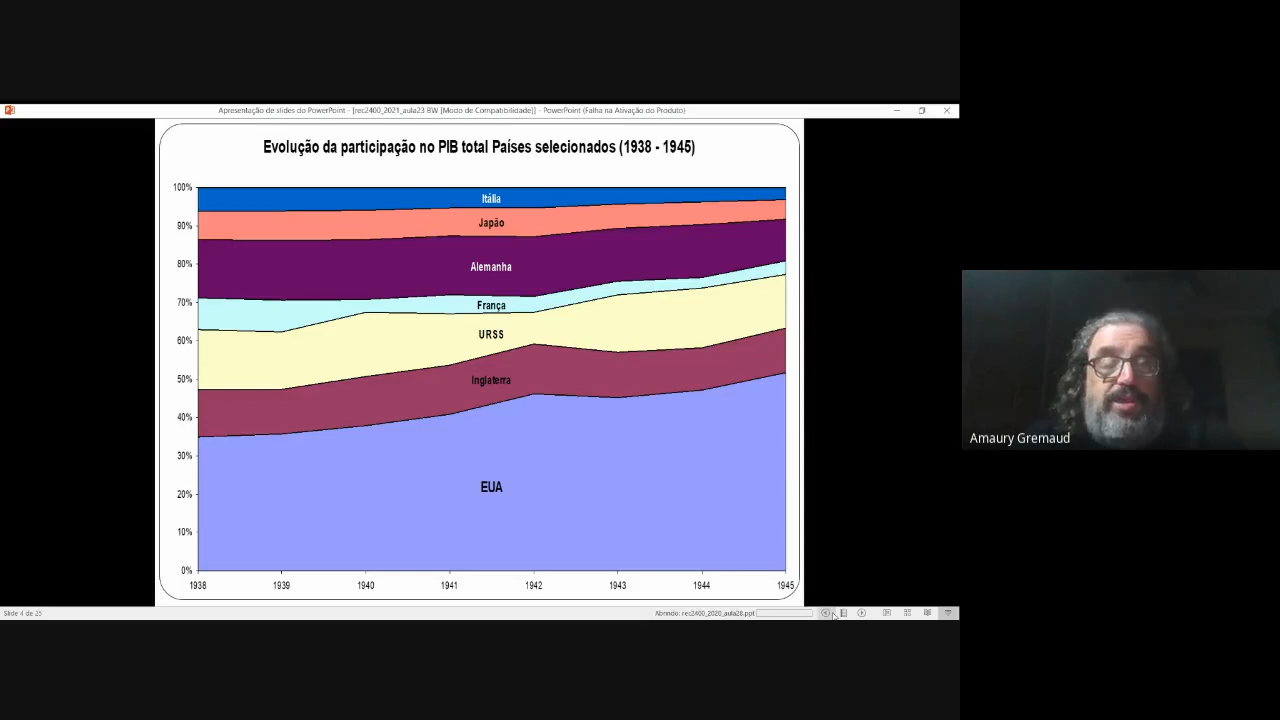 Apresentação de slides do PowerPoint - [rec2400_2021_aula23 BW [Modo de Compatibilidade]] - PowerPoint (Falha na Ativação do Produto)
Evolução da participação no PIB total Países selecionados (1938 - 1945)
100%
90%
80%
70%
60%
50%
40%
30%
20%
10%
0%
Itália
Japão
Alemanha
França
URSS
Inglaterra
EUA
1938 1939 1940 1941 1942 1943 1944 1945
Slide 4 de 25
Abrindo: rec2400_2020_aula28.ppt
Amaury Gremaud